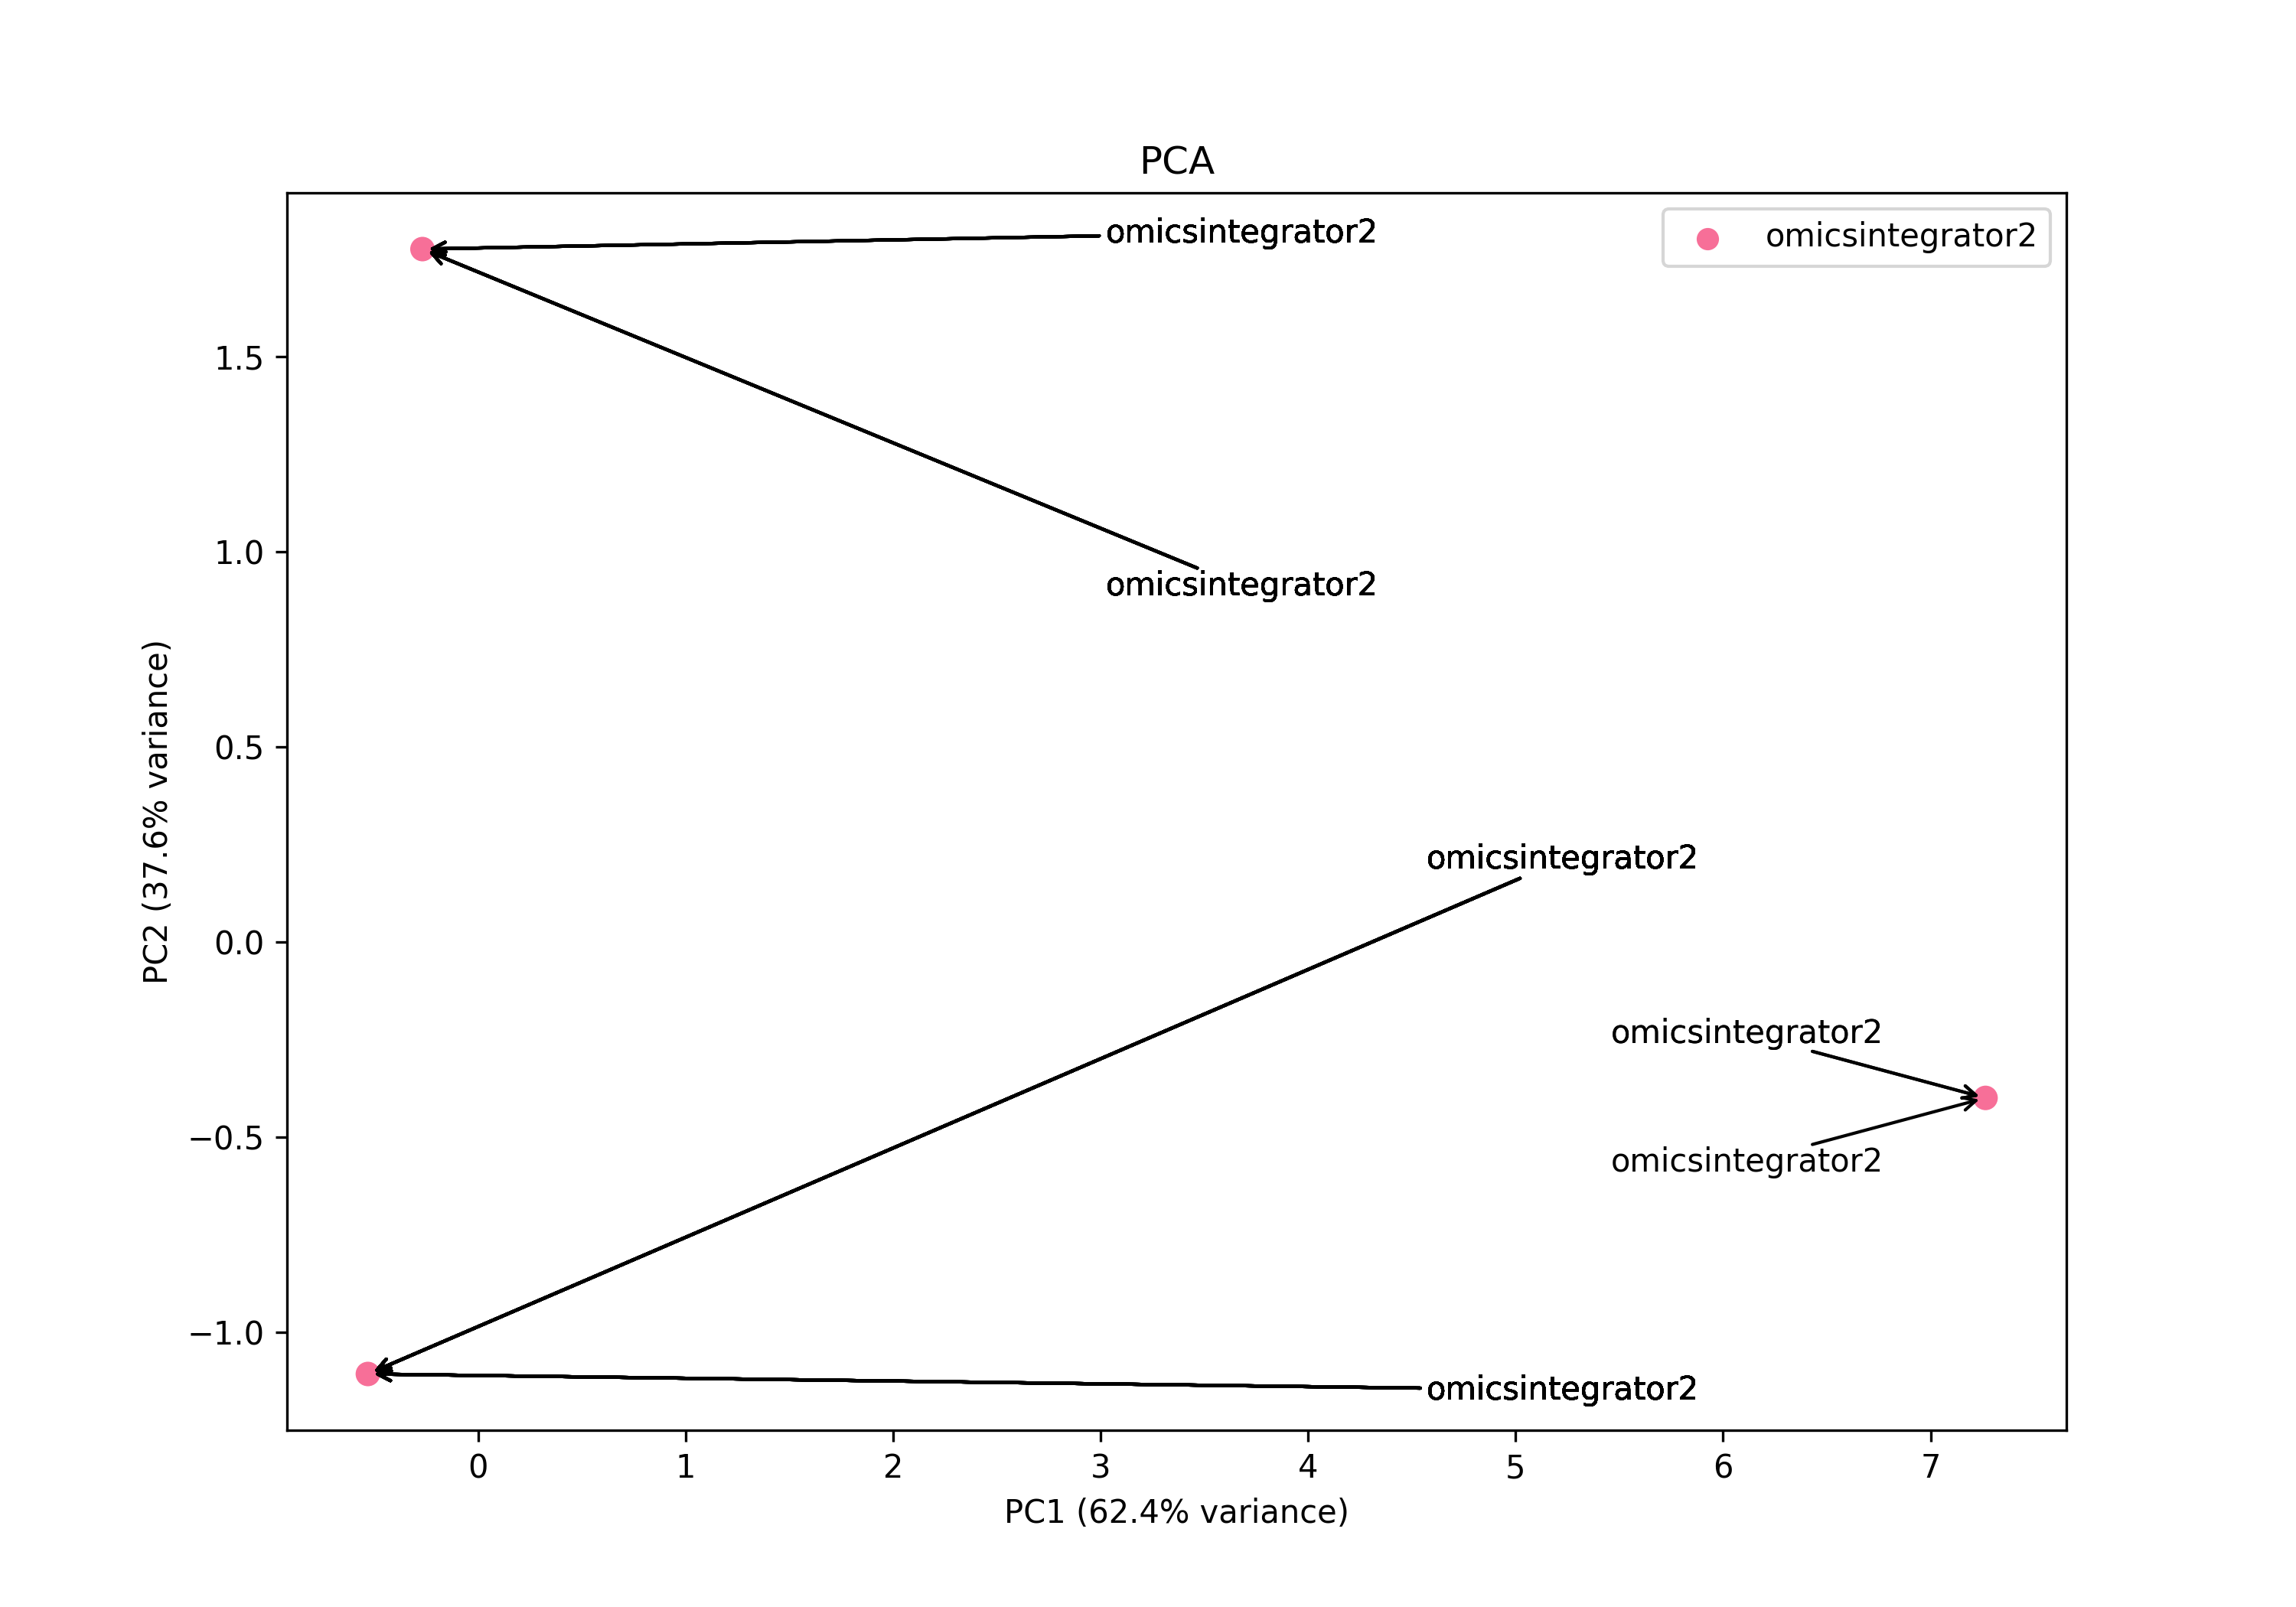 PCA
omicsintegrator2
omicsintegrator2
1.5
1.0
omicsintegrator2
0.5
PC2 (37.6% variance)
omicsintegrator2
0.0
omicsintegrator2
−0.5
omicsintegrator2
−1.0
omicsintegrator2
0 1 2 3 4 5 6 7
PC1 (62.4% variance)